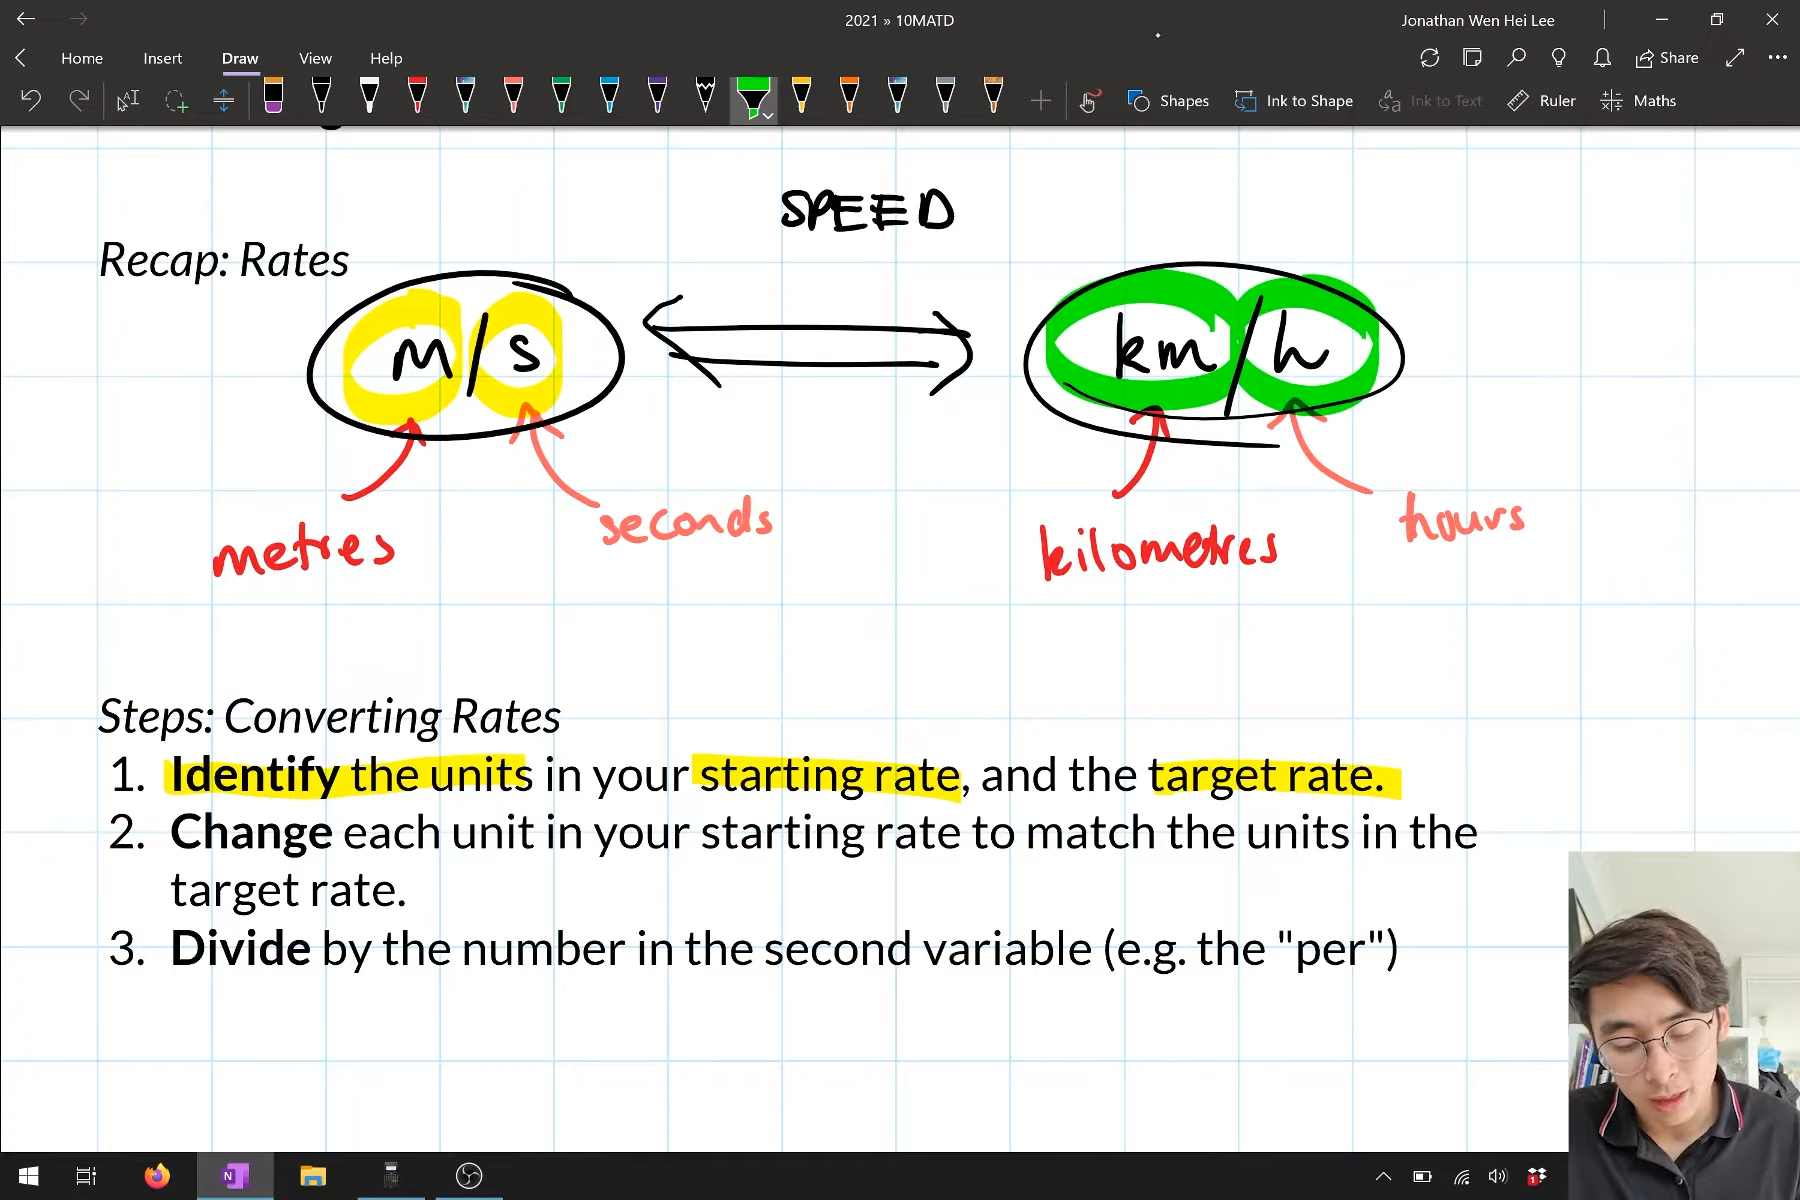 2021 » 10MATD
Jonathan Wen Hei Lee
Home Insert Draw View Help
Share
Shapes Ink to Shape Ink to Text Ruler Maths
SPEED
Recap: Rates
m/s km/h
metres seconds kilometres hours
Steps: Converting Rates
1. Identify the units in your starting rate, and the target rate.
2. Change each unit in your starting rate to match the units in the
target rate.
3. Divide by the number in the second variable (e.g. the "per")